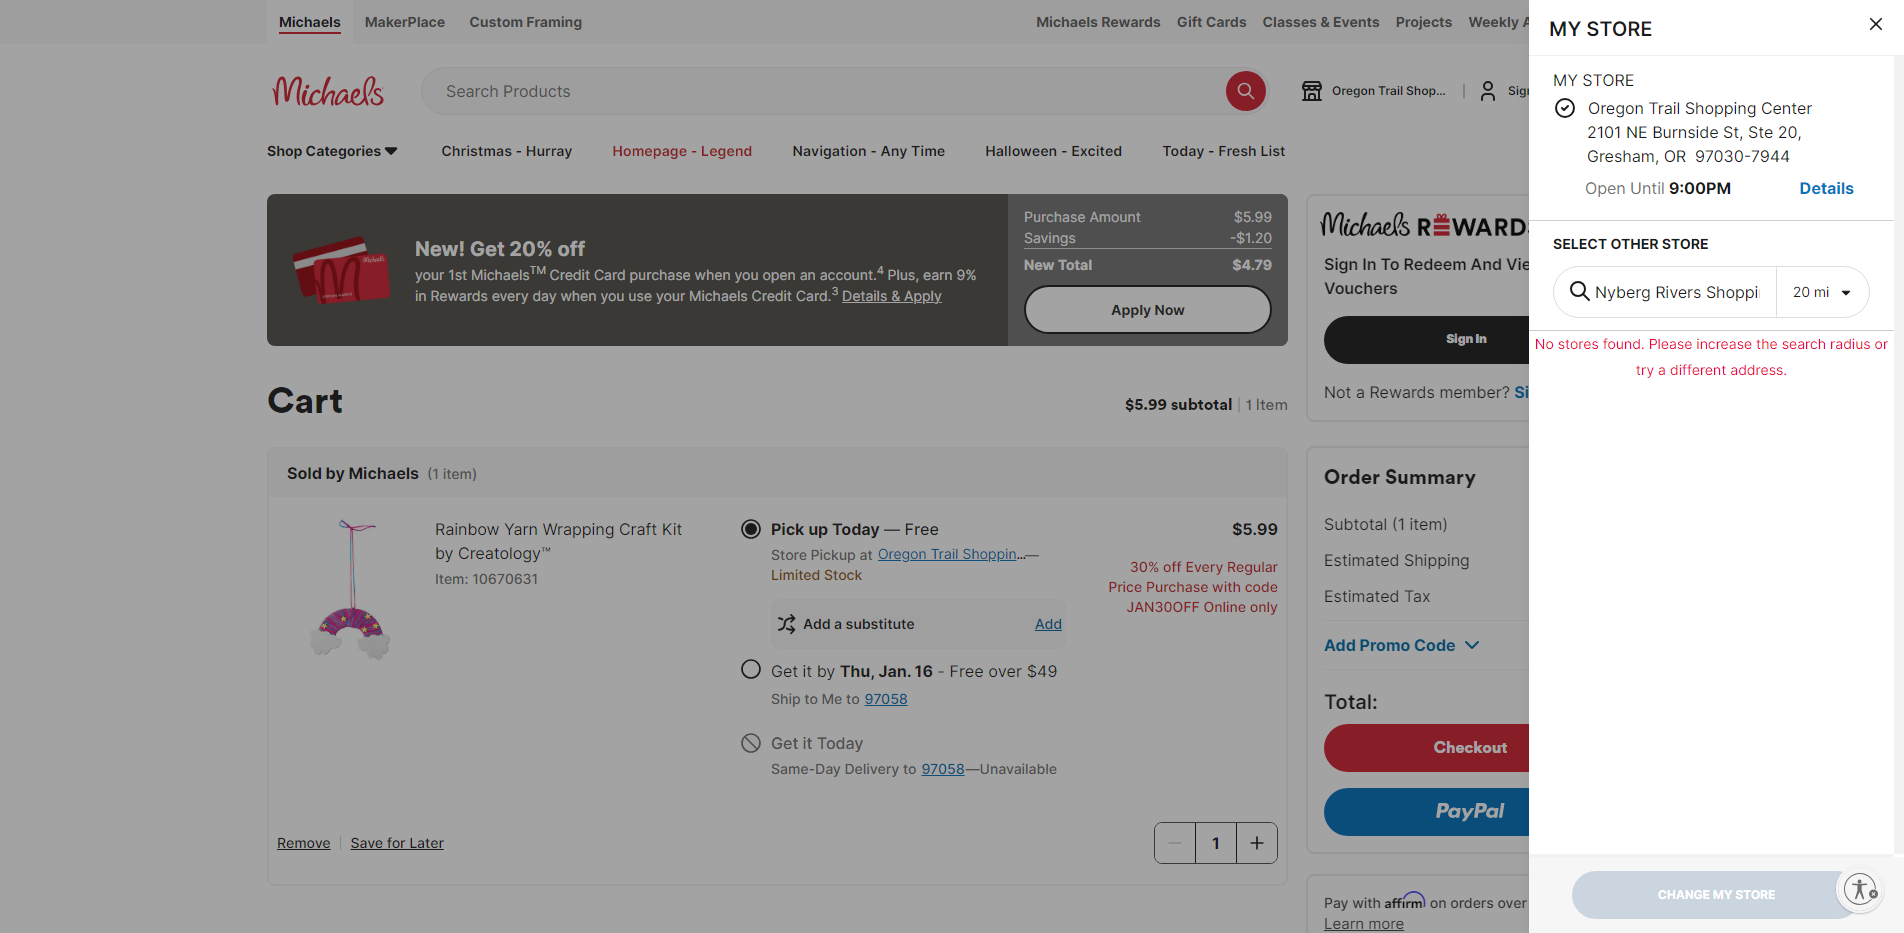 Michaels
MakerPlace
Custom Framing
Michaels Rewards
Gift Cards
Classes & Events
Projects
Weekly A
Michaels
Search Products
Oregon Trail Shop...
Sign
Shop Categories
Christmas - Hurray
Homepage - Legend
Navigation - Any Time
Halloween - Excited
Today - Fresh List
New! Get 20% off
your 1st Michaels™ Credit Card purchase when you open an account.⁴ Plus, earn 9%
in Rewards every day when you use your Michaels Credit Card.³ Details & Apply
Purchase Amount $5.99
Savings -$1.20
New Total $4.79
Apply Now
Michaels REWARDS
Sign In To Redeem And Vie
Vouchers
Sign In
Not a Rewards member? Si
Cart
$5.99 subtotal | 1 Item
Sold by Michaels (1 item)
Rainbow Yarn Wrapping Craft Kit
by Creatology™
Item: 10670631
Pick up Today — Free
Store Pickup at Oregon Trail Shoppin...—
Limited Stock
Add a substitute Add
Get it by Thu, Jan. 16 - Free over $49
Ship to Me to 97058
Get it Today
Same-Day Delivery to 97058—Unavailable
$5.99
30% off Every Regular
Price Purchase with code
JAN30OFF Online only
Remove | Save for Later
1
Order Summary
Subtotal (1 item)
Estimated Shipping
Estimated Tax
Add Promo Code
Total:
Checkout
PayPal
Pay with affirm on orders over
Learn more
MY STORE
MY STORE
Oregon Trail Shopping Center
2101 NE Burnside St, Ste 20,
Gresham, OR 97030-7944
Open Until 9:00PM
Details
SELECT OTHER STORE
Nyberg Rivers Shoppi
20 mi
No stores found. Please increase the search radius or
try a different address.
CHANGE MY STORE